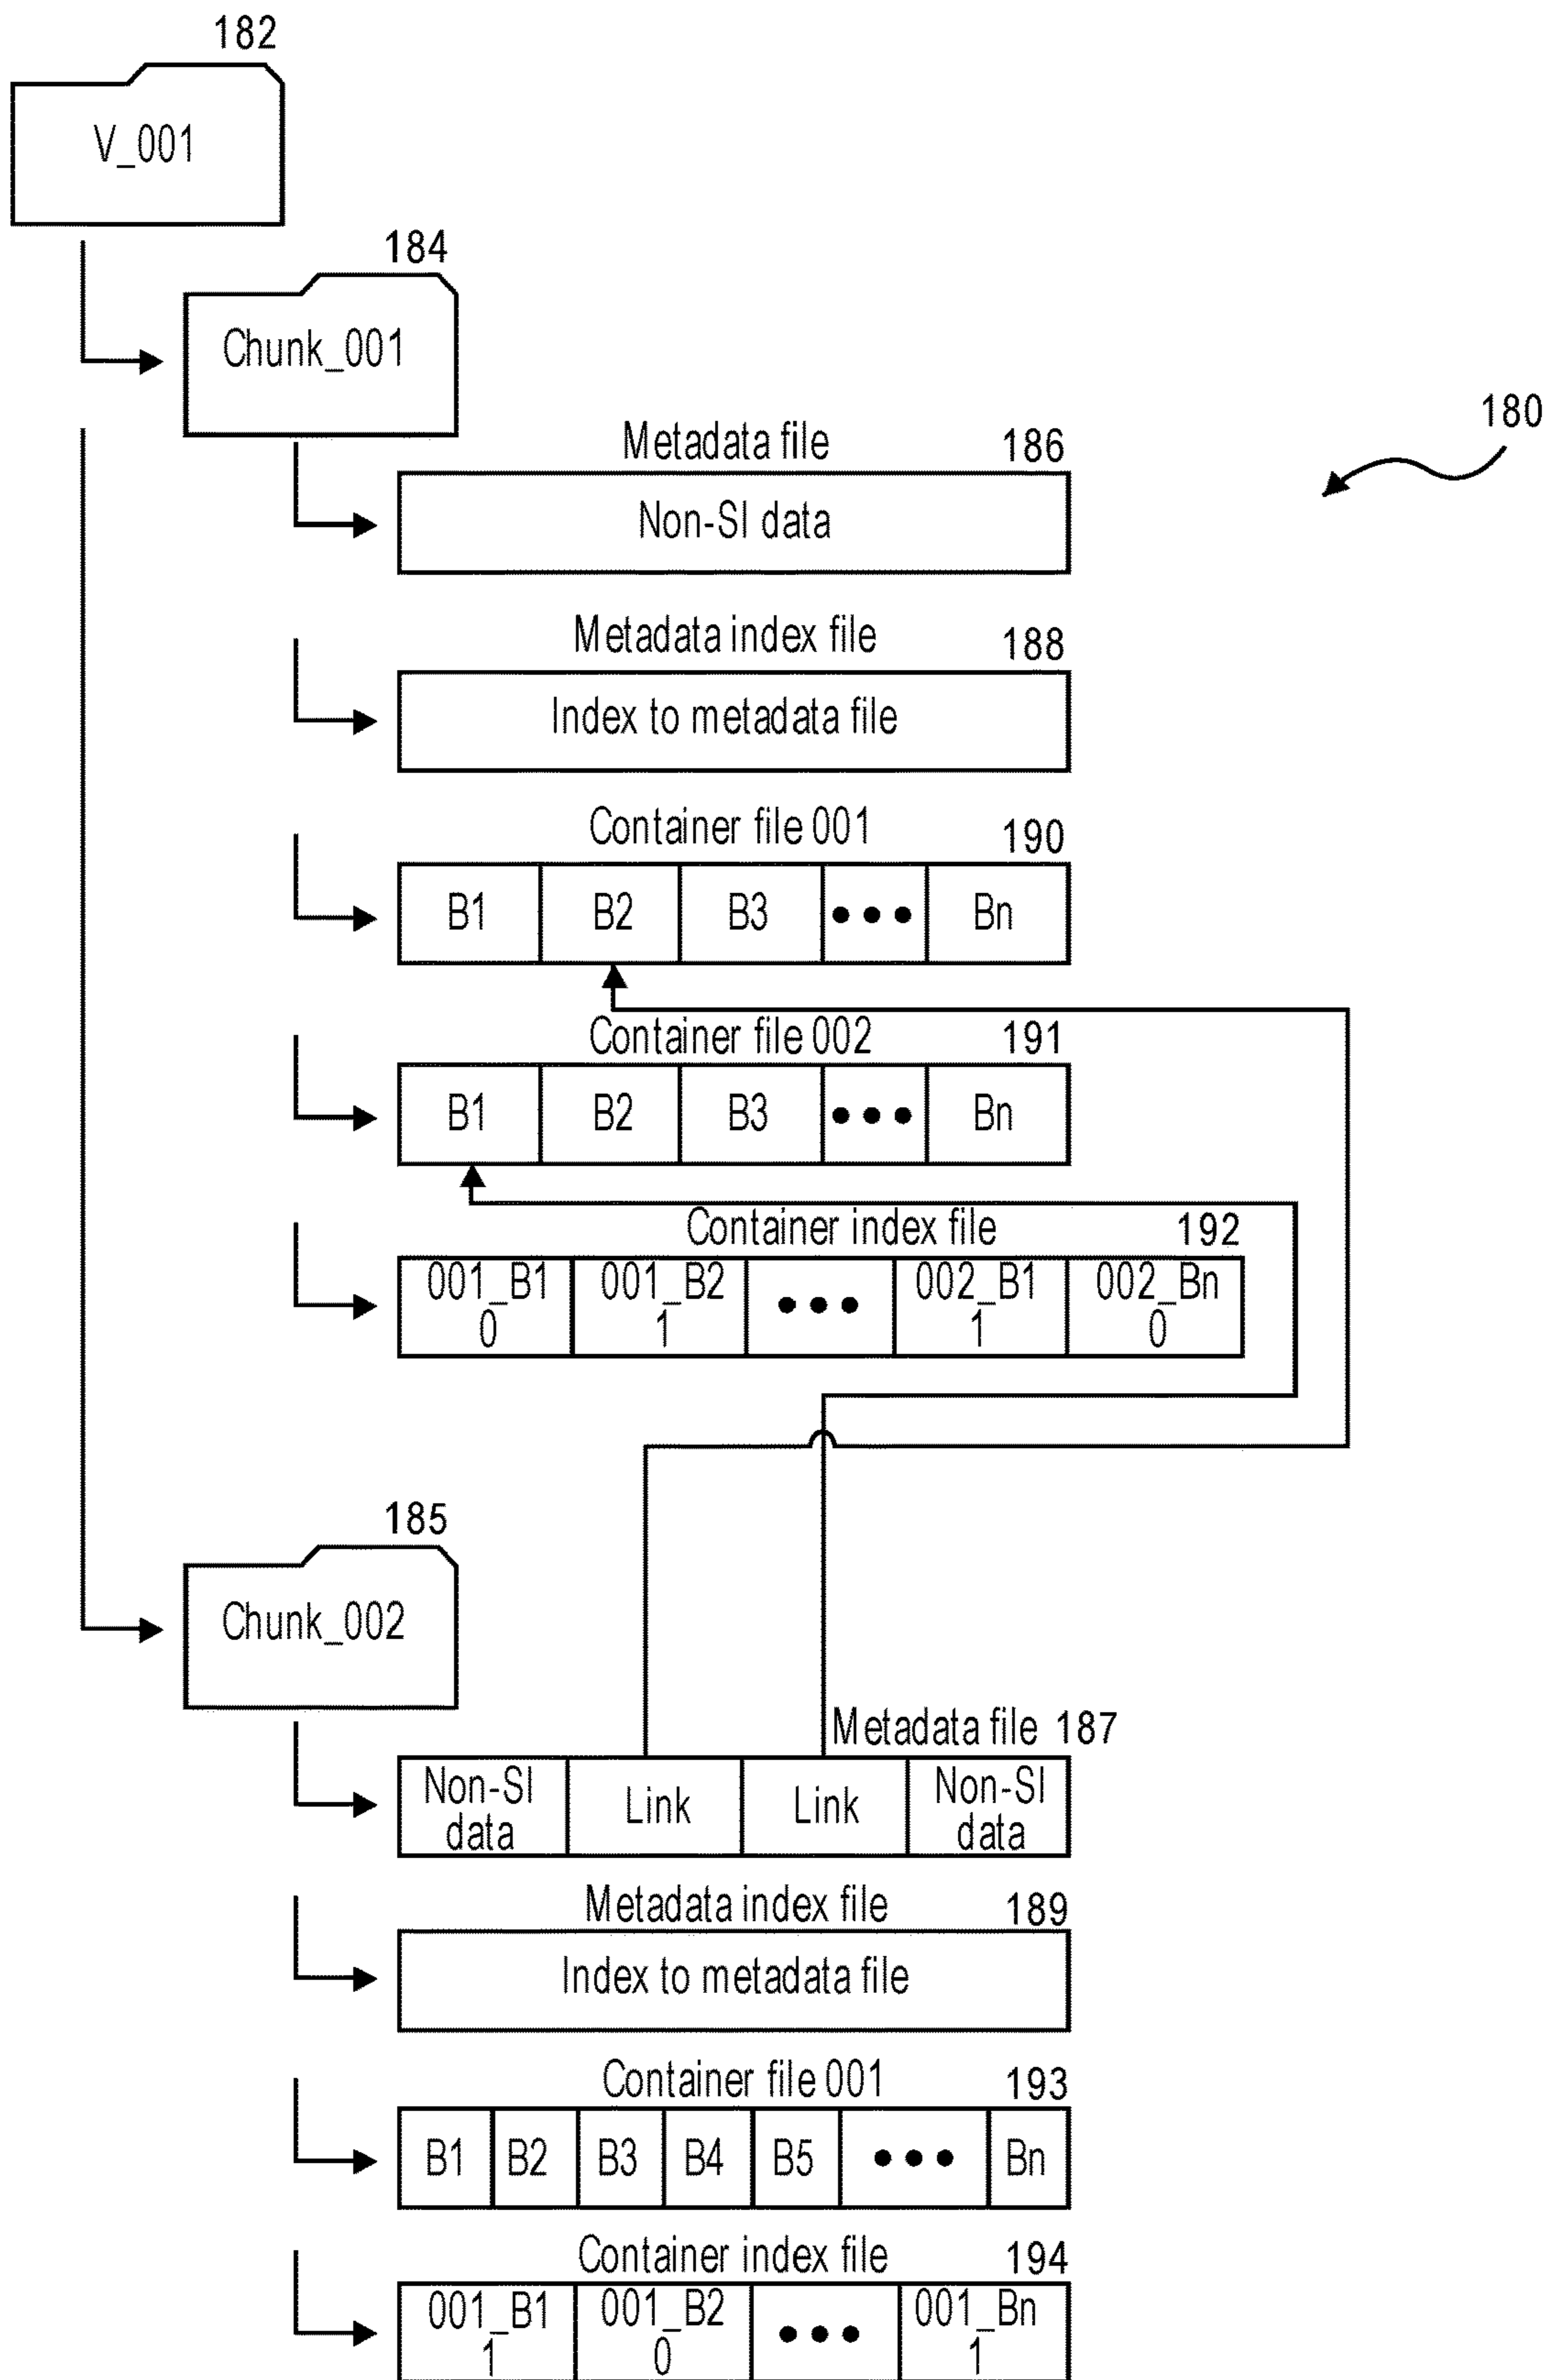 182
V_001
184
Chunk_001
180
Metadata file 186
Non-SI data
Metadata index file 188
Index to metadata file
Container file 001 190
B1 B2 B3 ••• Bn
Container file 002 191
B1 B2 B3 ••• Bn
Container index file 192
001_B1 001_B2 ••• 002_B1 002_Bn
0 1 1 0
185
Chunk_002
Metadata file 187
Non-SI Link Link Non-SI
data data
Metadata index file 189
Index to metadata file
Container file 001 193
B1 B2 B3 B4 B5 ••• Bn
Container index file 194
001_B1 001_B2 ••• 001_Bn
1 0 1